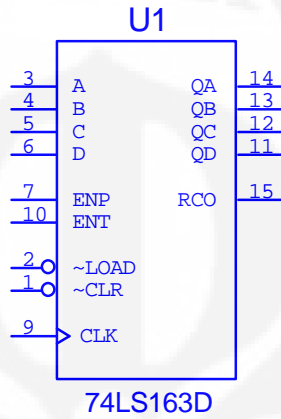 U1
3 A QA 14
4 B QB 13
5 C QC 12
6 D QD 11
7 ENP RCO 15
10 ENT
2 ~LOAD
1 ~CLR
9 CLK
74LS163D